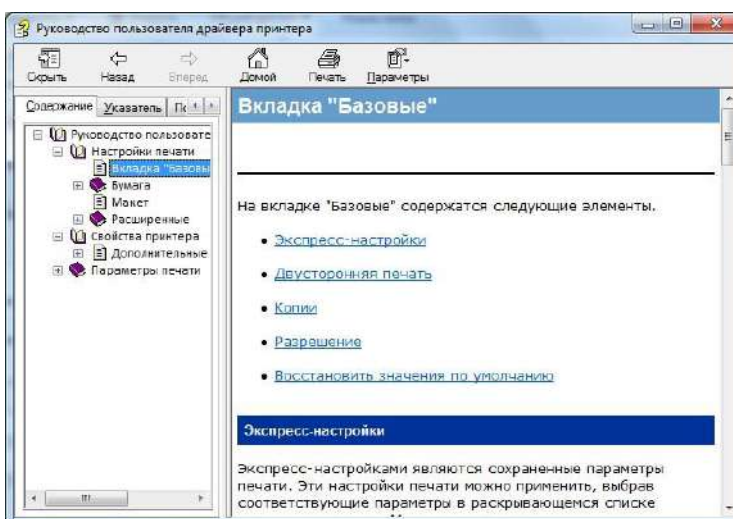 Руководство пользователя драйвера принтера
Скрыть Назад Вперед Домой Печать Параметры
Содержание Указатель
Вкладка "Базовые"
Руководство пользовате
Настройки печати
Вкладка "Базовы
Бумага
Макет
Расширенные
Свойства принтера
Дополнительные
Параметры печати
На вкладке "Базовые" содержатся следующие элементы.
Экспресс-настройки
Двусторонняя печать
Копии
Разрешение
Восстановить значения по умолчанию
Экспресс-настройки
Экспресс-настройками являются сохраненные параметры
печати. Эти настройки печати можно применить, выбрав
соответствующие параметры в раскрывающемся списке